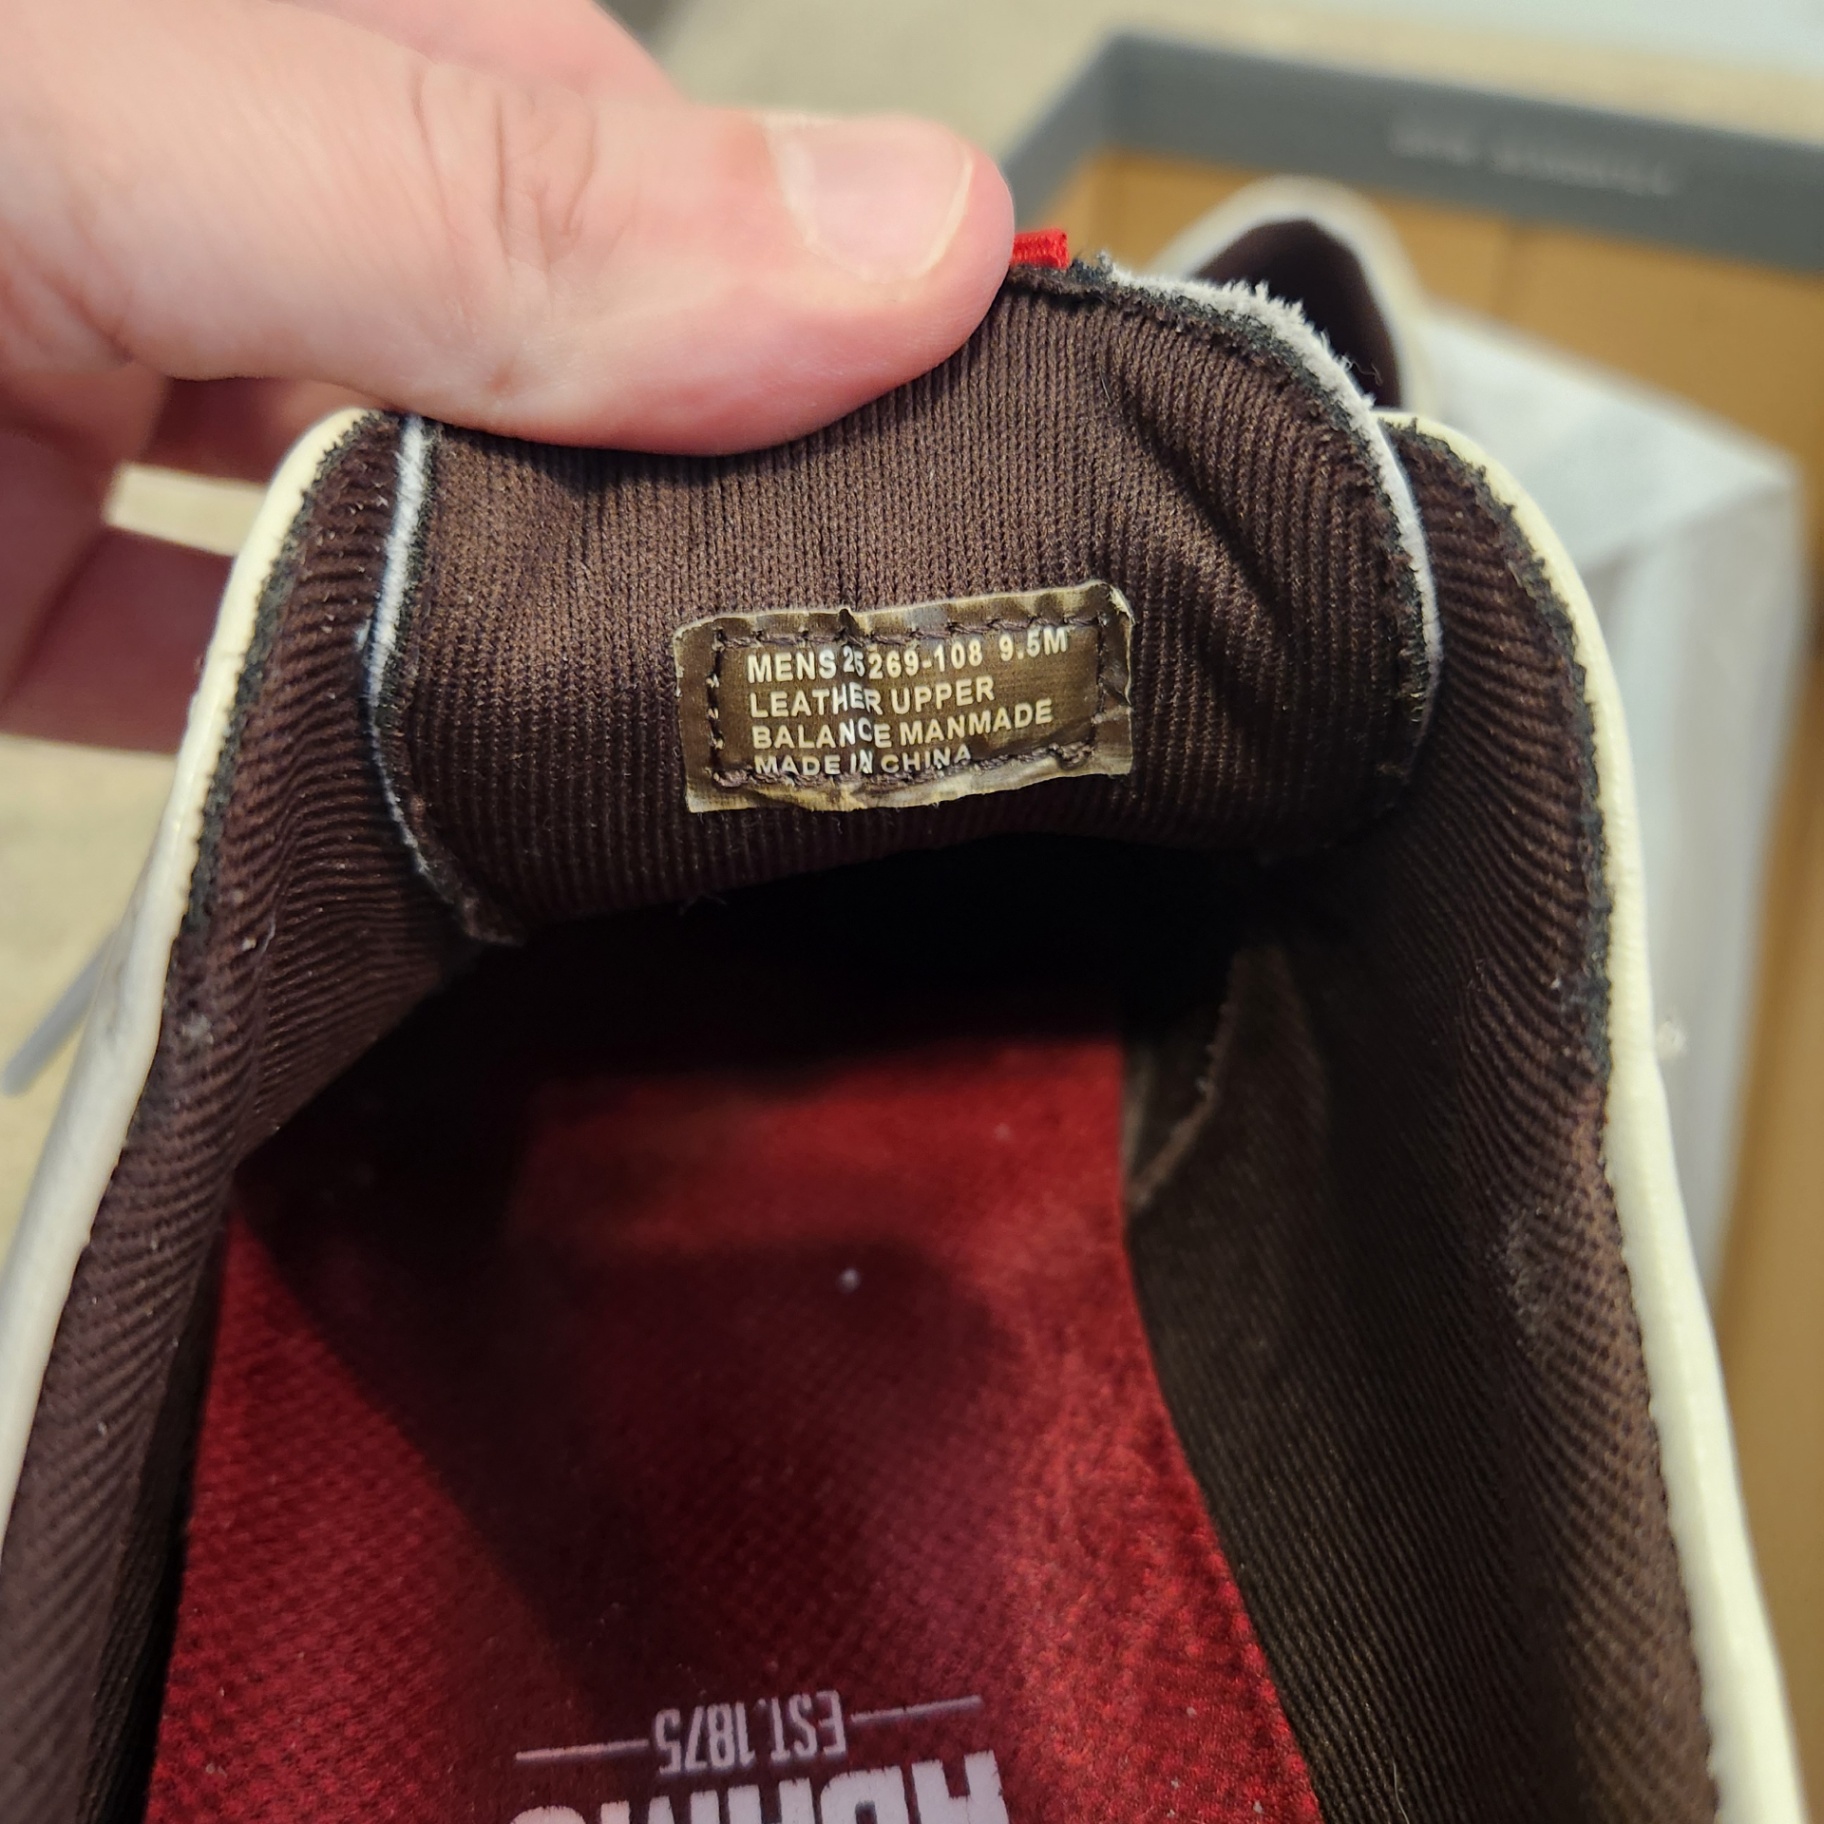 MENS 25269-108 9.5M
LEATHER UPPER
BALANCE MANMADE
MADE IN CHINA
EST.1875